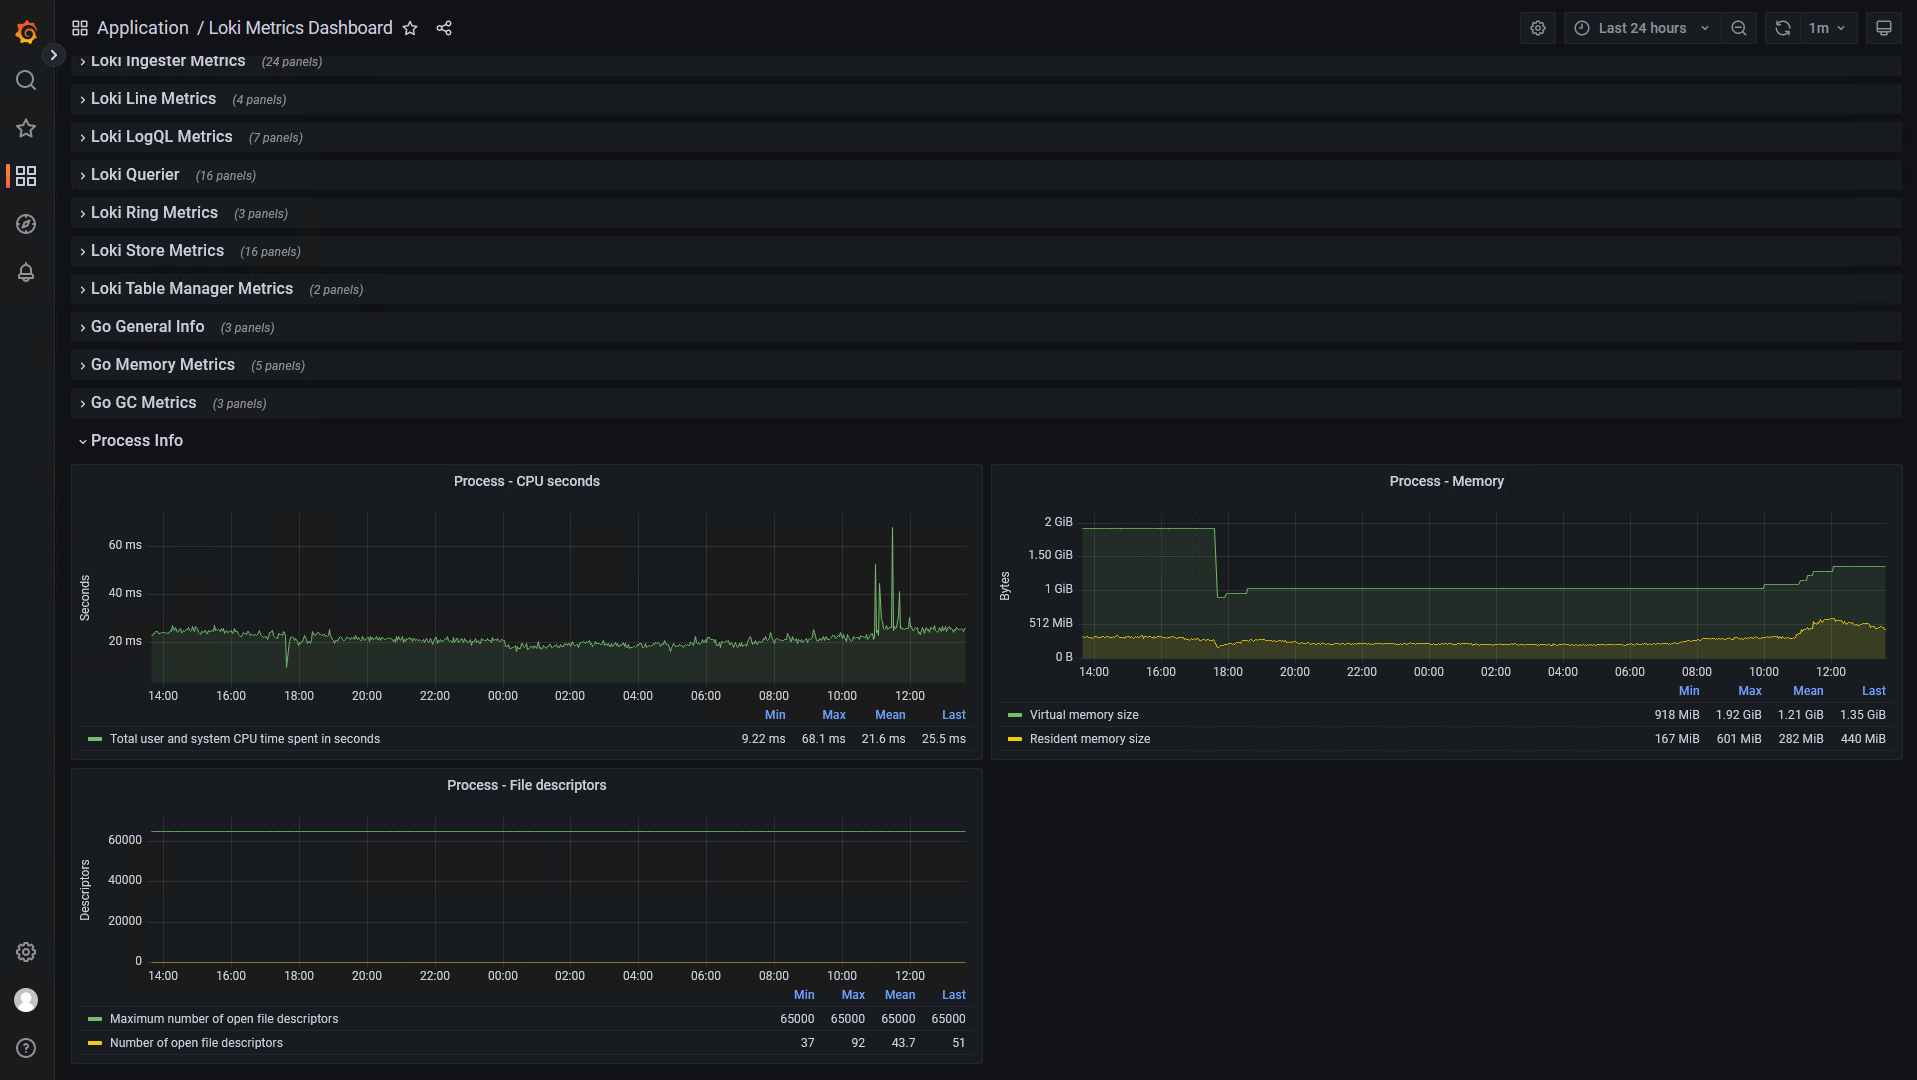 Application / Loki Metrics Dashboard
Last 24 hours
1m
Loki Ingester Metrics (24 panels)
Loki Line Metrics (4 panels)
Loki LogQL Metrics (7 panels)
Loki Querier (16 panels)
Loki Ring Metrics (3 panels)
Loki Store Metrics (16 panels)
Loki Table Manager Metrics (2 panels)
Go General Info (3 panels)
Go Memory Metrics (5 panels)
Go GC Metrics (3 panels)
Process Info
Process - CPU seconds
Seconds
60 ms
40 ms
20 ms
14:00 16:00 18:00 20:00 22:00 00:00 02:00 04:00 06:00 08:00 10:00 12:00
Min Max Mean Last
Total user and system CPU time spent in seconds 9.22 ms 68.1 ms 21.6 ms 25.5 ms
Process - Memory
Bytes
2 GiB
1.50 GiB
1 GiB
512 MiB
0 B
14:00 16:00 18:00 20:00 22:00 00:00 02:00 04:00 06:00 08:00 10:00 12:00
Min Max Mean Last
Virtual memory size 918 MiB 1.92 GiB 1.21 GiB 1.35 GiB
Resident memory size 167 MiB 601 MiB 282 MiB 440 MiB
Process - File descriptors
Descriptors
60000
40000
20000
0
14:00 16:00 18:00 20:00 22:00 00:00 02:00 04:00 06:00 08:00 10:00 12:00
Min Max Mean Last
Maximum number of open file descriptors 65000 65000 65000 65000
Number of open file descriptors 37 92 43.7 51